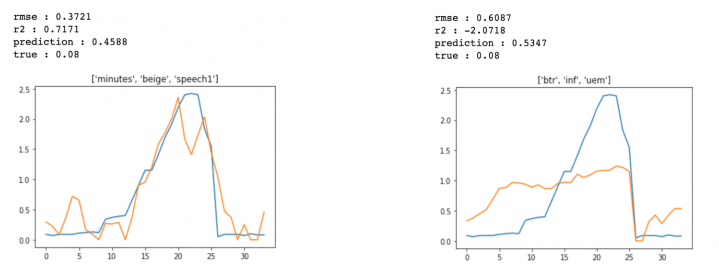 rmse : 0.3721
r2 : 0.7171
prediction : 0.4588
true : 0.08
['minutes', 'beige', 'speech1']
2.5
2.0
1.5
1.0
0.5
0.0
0 5 10 15 20 25 30
rmse : 0.6087
r2 : -2.0718
prediction : 0.5347
true : 0.08
['btr', 'inf', 'uem']
2.5
2.0
1.5
1.0
0.5
0.0
0 5 10 15 20 25 30